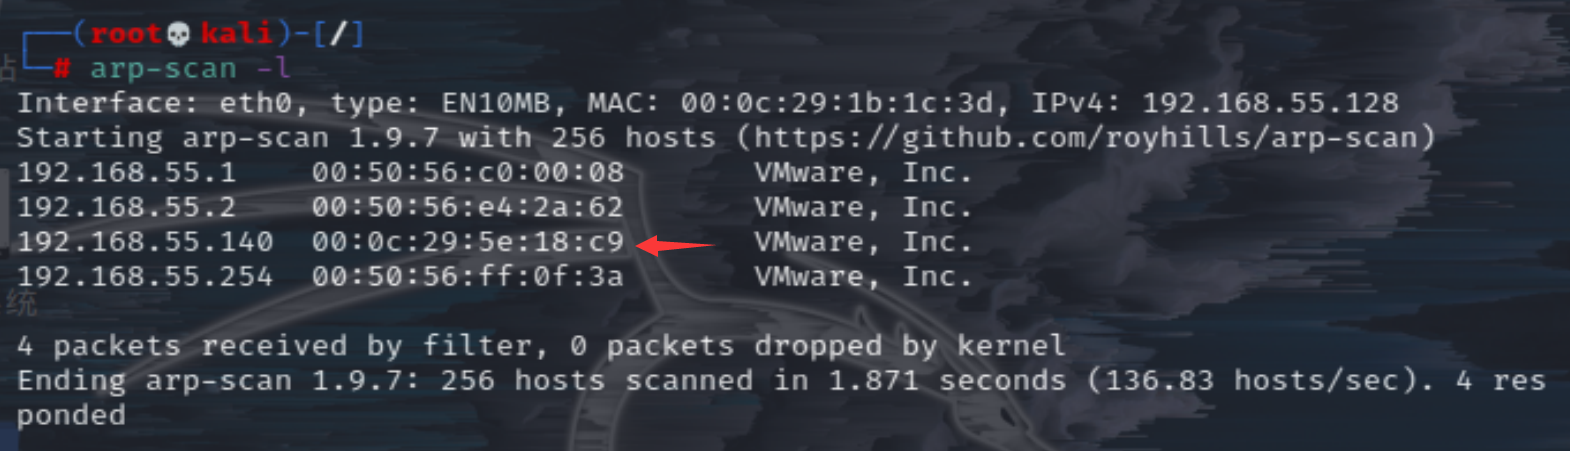 ┌──(root💀kali)-[/]
└─# arp-scan -l
Interface: eth0, type: EN10MB, MAC: 00:0c:29:1b:1c:3d, IPv4: 192.168.55.128
Starting arp-scan 1.9.7 with 256 hosts (https://github.com/royhills/arp-scan)
192.168.55.1    00:50:56:c0:00:08       VMware, Inc.
192.168.55.2    00:50:56:e4:2a:62       VMware, Inc.
192.168.55.140  00:0c:29:5e:18:c9       VMware, Inc.
192.168.55.254  00:50:56:ff:0f:3a       VMware, Inc.
统
4 packets received by filter, 0 packets dropped by kernel
Ending arp-scan 1.9.7: 256 hosts scanned in 1.871 seconds (136.83 hosts/sec). 4 res
ponded